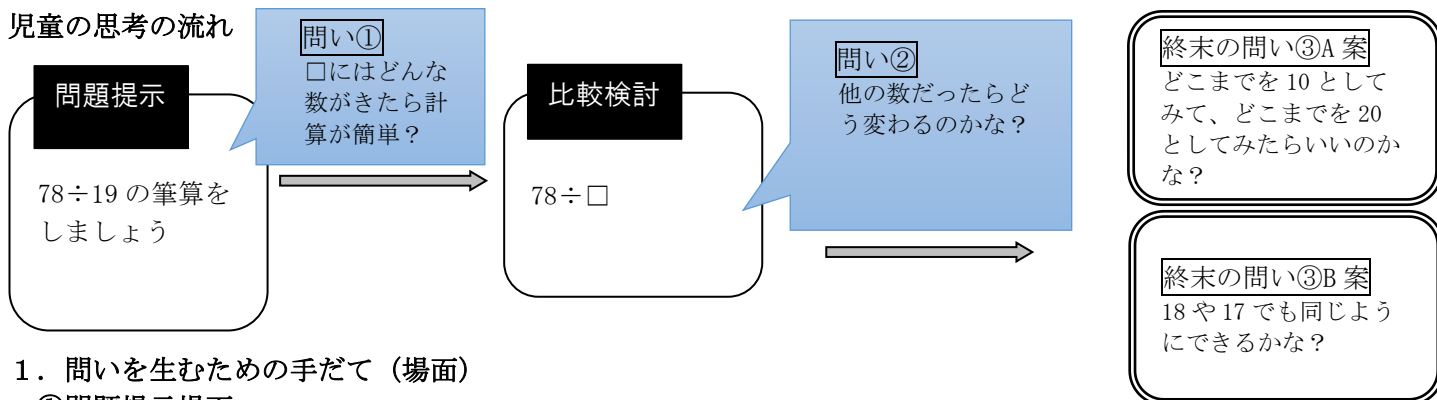 児童の思考の流れ
問題提示
78÷19 の筆算を
しましょう
問い①
□にはどんな
数がきたら計
算が簡単？
比較検討
78÷□
問い②
他の数だったらど
う変わるのかな？
終末の問い③A 案
どこまでを 10 として
みて、どこまでを 20
としてみたらいいのか
な？
終末の問い③B 案
18 や 17 でも同じよう
にできるかな？
１．問いを生むための手だて（場面）